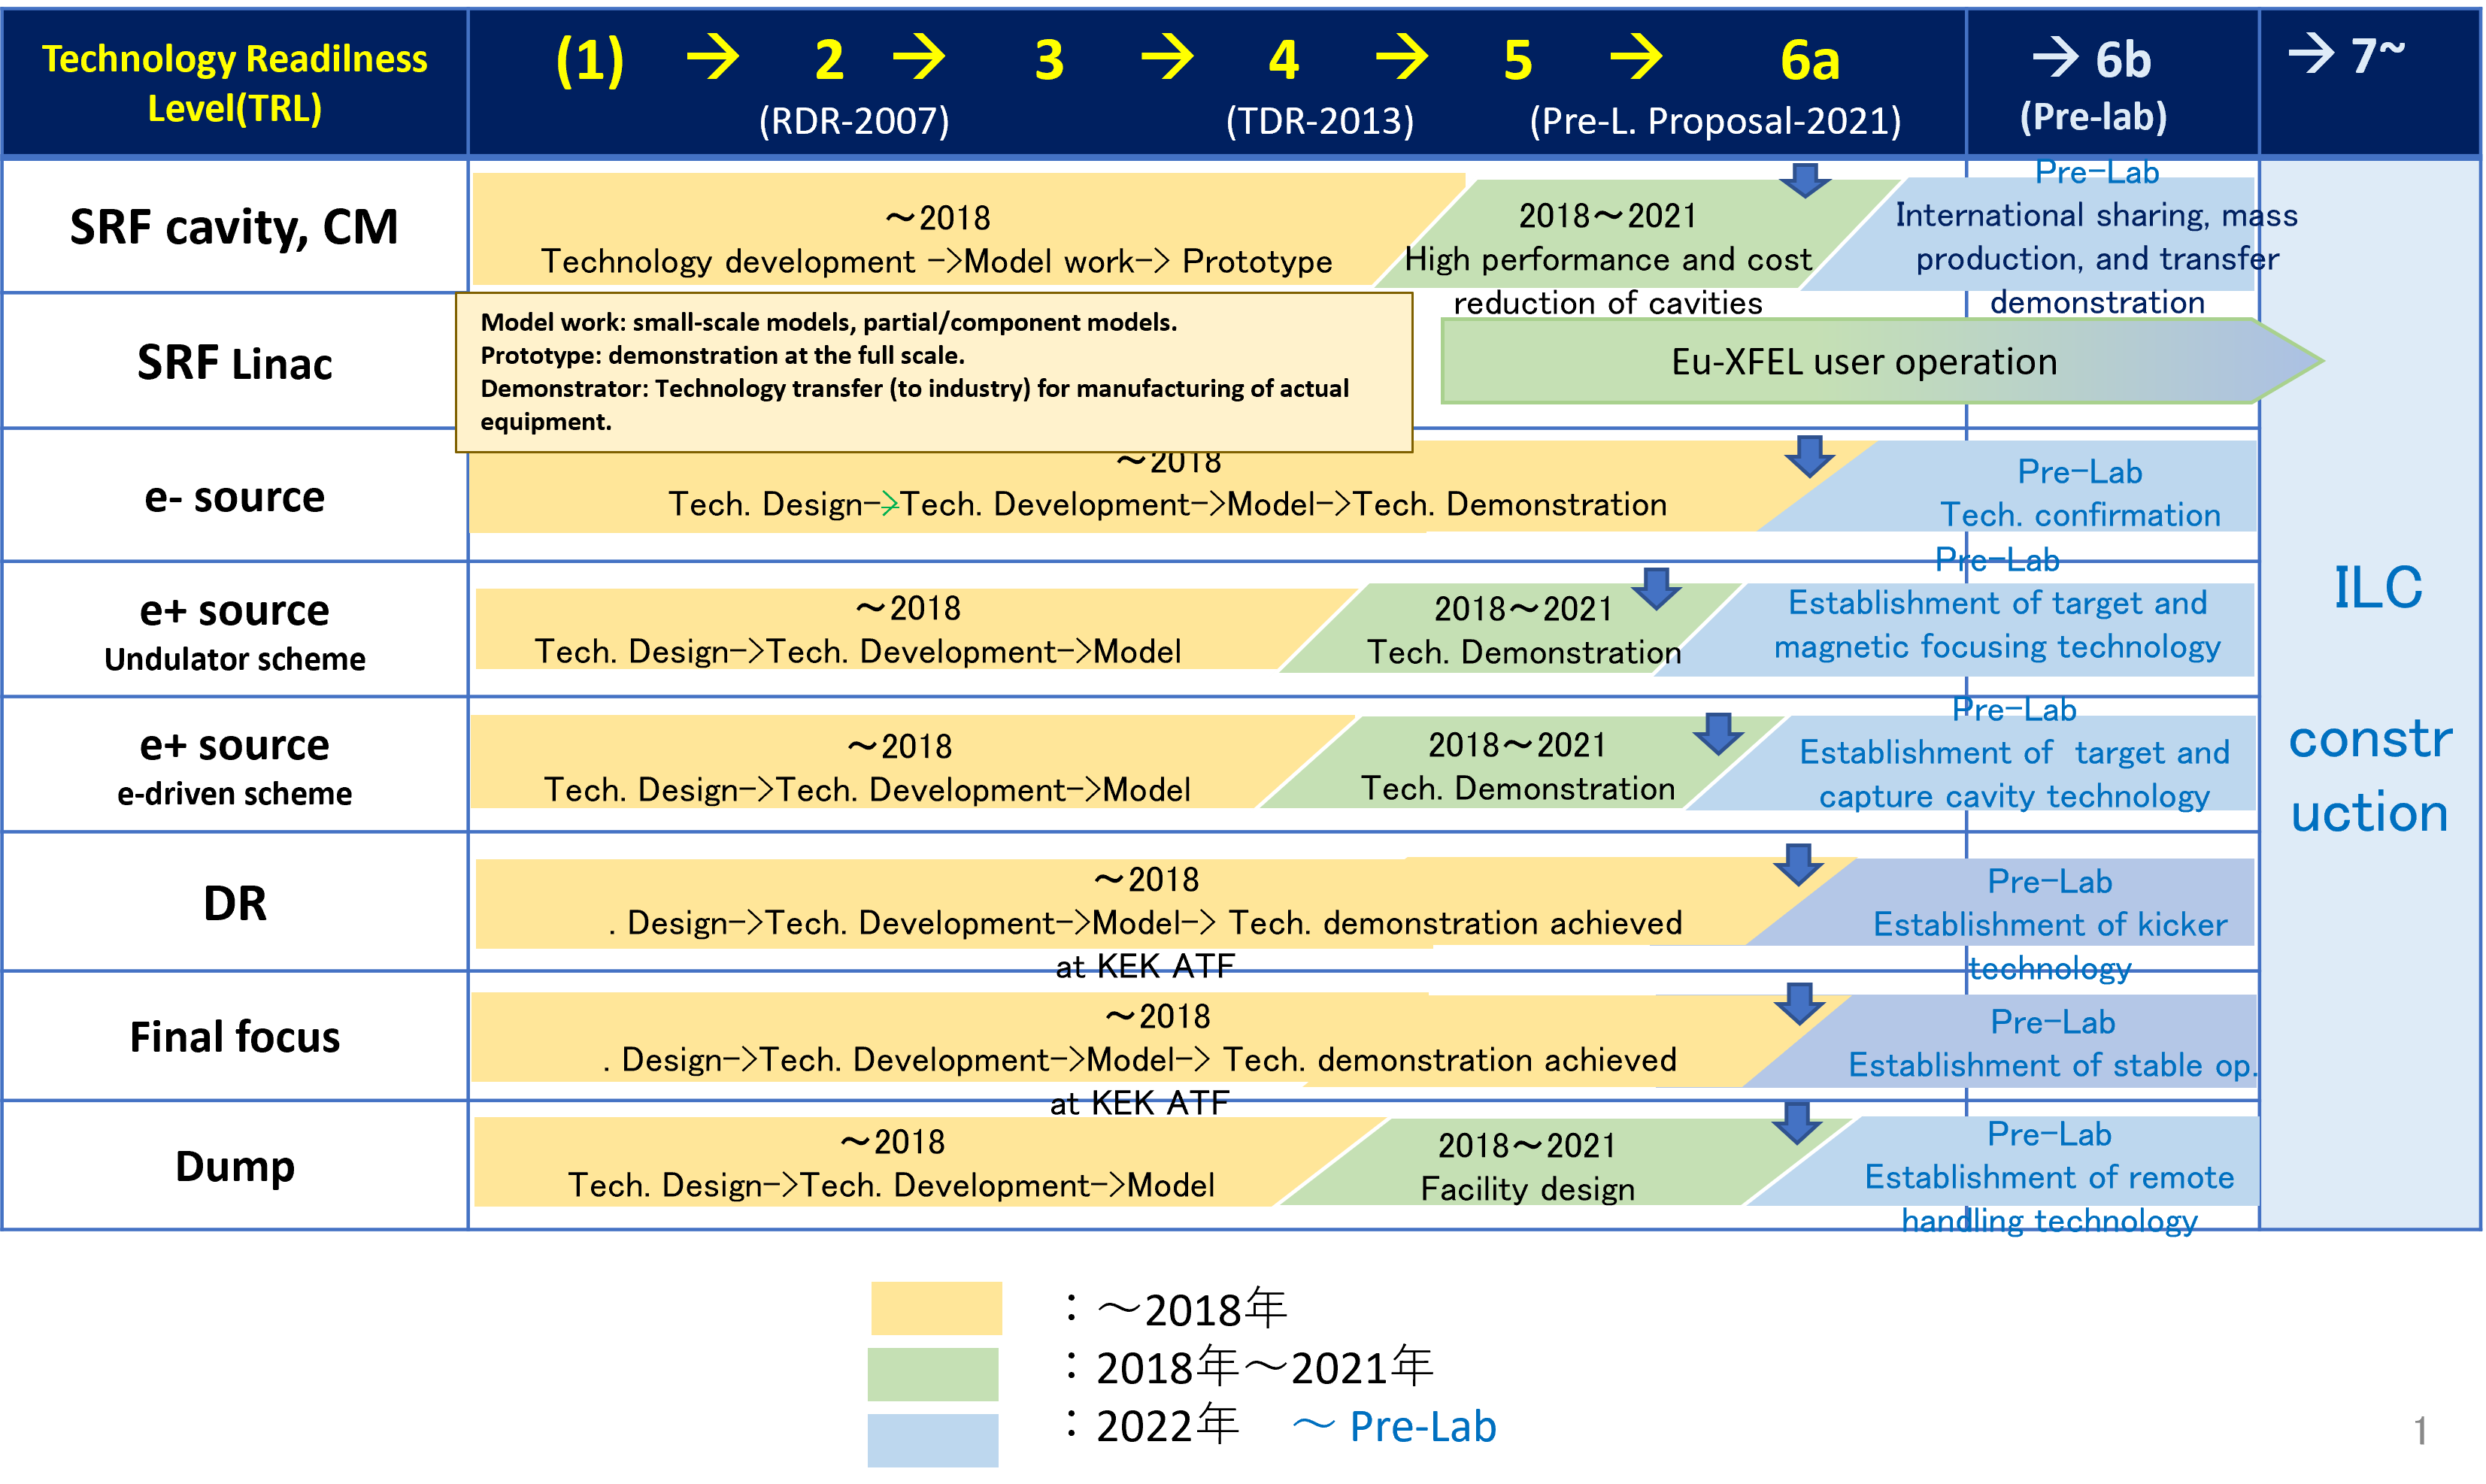 Technology Readilness
Level(TRL)
(1) → 2 → 3 → 4 → 5 → 6a → 6b → 7~
(RDR-2007) (TDR-2013) (Pre-L. Proposal-2021) (Pre-lab)
SRF cavity, CM
～2018
Technology development ->Model work-> Prototype
2018～2021
High performance and cost
reduction of cavities
Pre-Lab
International sharing, mass
production, and transfer
demonstration
SRF Linac
Model work: small-scale models, partial/component models.
Prototype: demonstration at the full scale.
Demonstrator: Technology transfer (to industry) for manufacturing of actual
equipment.
Eu-XFEL user operation
e- source
～2018
Tech. Design->Tech. Development->Model->Tech. Demonstration
Pre-Lab
Tech. confirmation
e+ source
Undulator scheme
～2018
Tech. Design->Tech. Development->Model
2018～2021
Tech. Demonstration
Pre-Lab
Establishment of target and
magnetic focusing technology
e+ source
e-driven scheme
～2018
Tech. Design->Tech. Development->Model
2018～2021
Tech. Demonstration
Pre-Lab
Establishment of target and
capture cavity technology
DR
～2018
. Design->Tech. Development->Model-> Tech. demonstration achieved
at KEK ATF
Pre-Lab
Establishment of kicker
technology
Final focus
～2018
. Design->Tech. Development->Model-> Tech. demonstration achieved
at KEK ATF
Pre-Lab
Establishment of stable op.
Dump
～2018
Tech. Design->Tech. Development->Model
2018～2021
Facility design
Pre-Lab
Establishment of remote
handling technology
ILC
constr
uction
：～2018年
：2018年～2021年
：2022年 ～ Pre-Lab
1